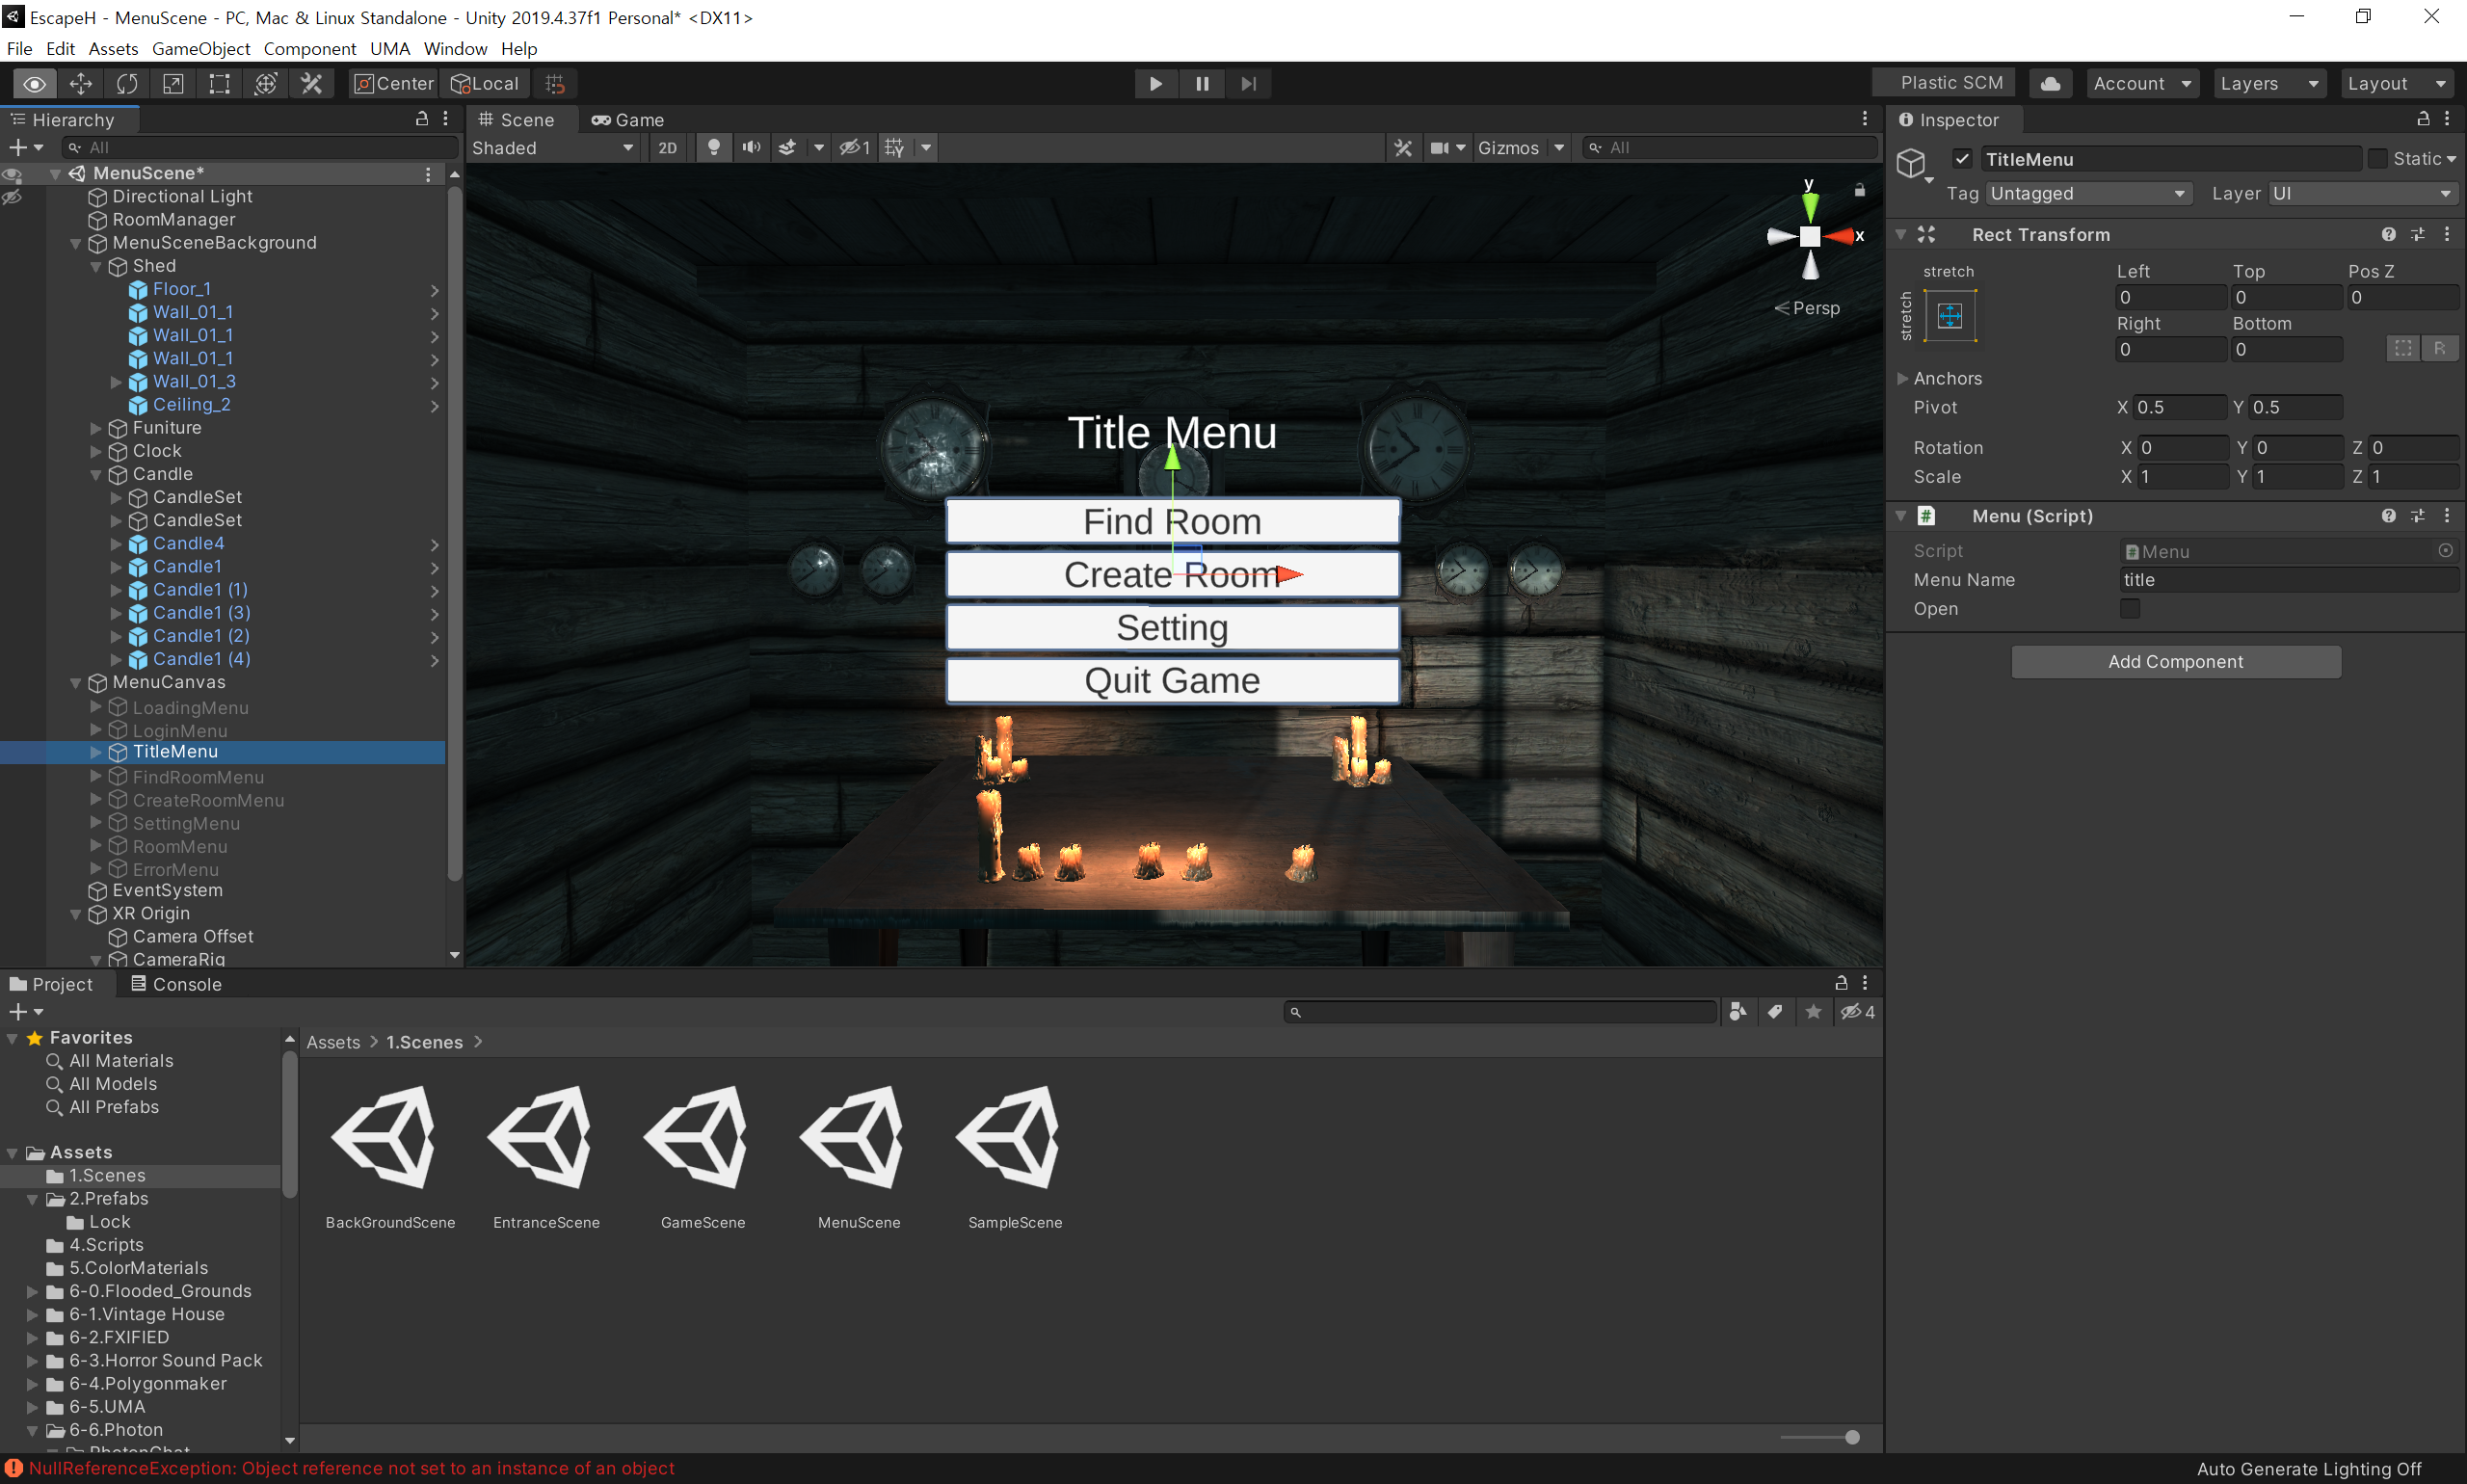 EscapeH - MenuScene - PC, Mac & Linux Standalone - Unity 2019.4.37f1 Personal* <DX11>
File Edit Assets GameObject Component UMA Window Help
Center Local Plastic SCM Account Layers Layout
Hierarchy
All
MenuScene*
Directional Light
RoomManager
MenuSceneBackground
Shed
Floor_1
Wall_01_1
Wall_01_1
Wall_01_1
Wall_01_3
Ceiling_2
Funiture
Clock
Candle
CandleSet
CandleSet
Candle4
Candle1
Candle1 (1)
Candle1 (3)
Candle1 (2)
Candle1 (4)
MenuCanvas
LoadingMenu
LoginMenu
TitleMenu
FindRoomMenu
CreateRoomMenu
SettingMenu
RoomMenu
ErrorMenu
EventSystem
XR Origin
Camera Offset
CameraRig
Scene Game
Shaded 2D 1 Gizmos All
y
x
Persp
Title Menu
Find Room
Create Room
Setting
Quit Game
Inspector
TitleMenu Static
Tag Untagged Layer UI
Rect Transform
stretch Left Top Pos Z
stretch 0 0 0
Right Bottom
0 0 R
Anchors
Pivot X 0.5 Y 0.5
Rotation X 0 Y 0 Z 0
Scale X 1 Y 1 Z 1
# Menu (Script)
Script # Menu
Menu Name title
Open
Add Component
Project Console
4
Favorites
All Materials
All Models
All Prefabs
Assets
1.Scenes
2.Prefabs
Lock
4.Scripts
5.ColorMaterials
6-0.Flooded_Grounds
6-1.Vintage House
6-2.FXIFIED
6-3.Horror Sound Pack
6-4.Polygonmaker
6-5.UMA
6-6.Photon
PhotonChat
Assets > 1.Scenes >
BackGroundScene EntranceScene GameScene MenuScene SampleScene
NullReferenceException: Object reference not set to an instance of an object
Auto Generate Lighting Off